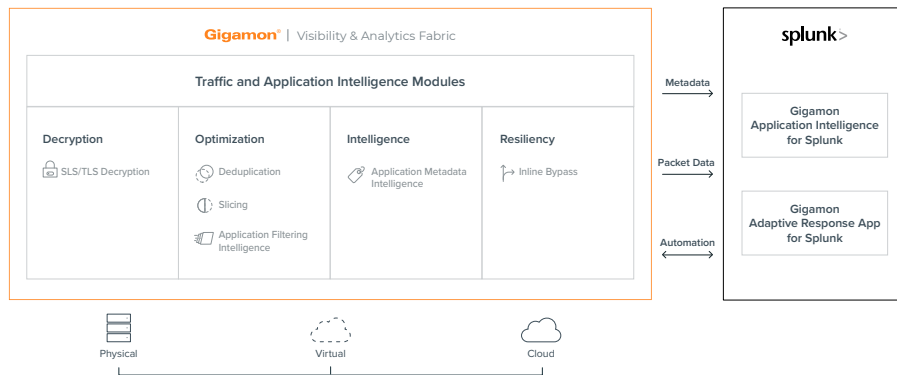 Gigamon® | Visibility & Analytics Fabric
Traffic and Application Intelligence Modules
Decryption
SLS/TLS Decryption
Optimization
Deduplication
Slicing
Application Filtering
Intelligence
Intelligence
Application Metadata
Intelligence
Resiliency
Inline Bypass
Metadata
Packet Data
Automation
splunk>
Gigamon
Application Intelligence
for Splunk
Gigamon
Adaptive Response App
for Splunk
Physical
Virtual
Cloud